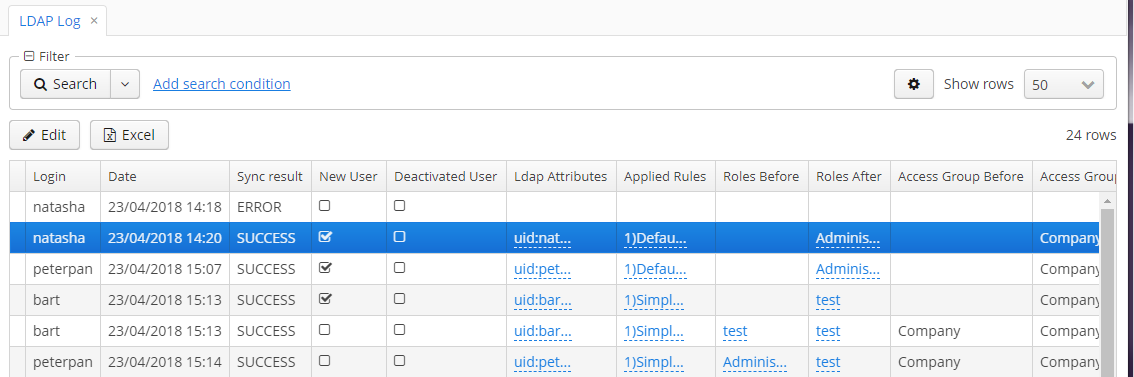 LDAP Log ×
Filter
Search Add search condition Show rows 50
Edit Excel 24 rows
Login Date Sync result New User Deactivated User Ldap Attributes Applied Rules Roles Before Roles After Access Group Before Access Group
natasha 23/04/2018 14:18 ERROR
natasha 23/04/2018 14:20 SUCCESS uid:nat... 1)Defau... Adminis... Company
peterpan 23/04/2018 15:07 SUCCESS uid:pet... 1)Defau... Adminis... Company
bart 23/04/2018 15:13 SUCCESS uid:bar... 1)Simpl... test Company
bart 23/04/2018 15:13 SUCCESS uid:bar... 1)Simpl... test test Company Company
peterpan 23/04/2018 15:14 SUCCESS uid:pet... 1)Simpl... Adminis... test Company Company